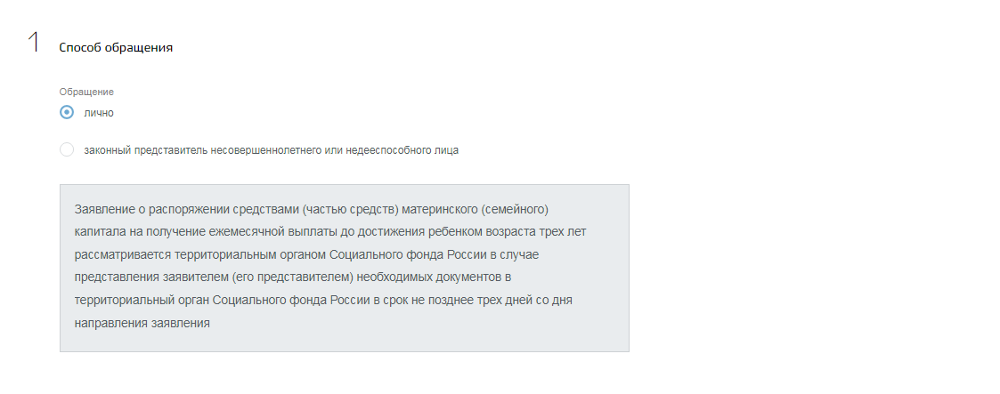 1
Способ обращения
Обращение
лично
законный представитель несовершеннолетнего или недееспособного лица
Заявление о распоряжении средствами (частью средств) материнского (семейного)
капитала на получение ежемесячной выплаты до достижения ребенком возраста трех лет
рассматривается территориальным органом Социального фонда России в случае
представления заявителем (его представителем) необходимых документов в
территориальный орган Социального фонда России в срок не позднее трех дней со дня
направления заявления